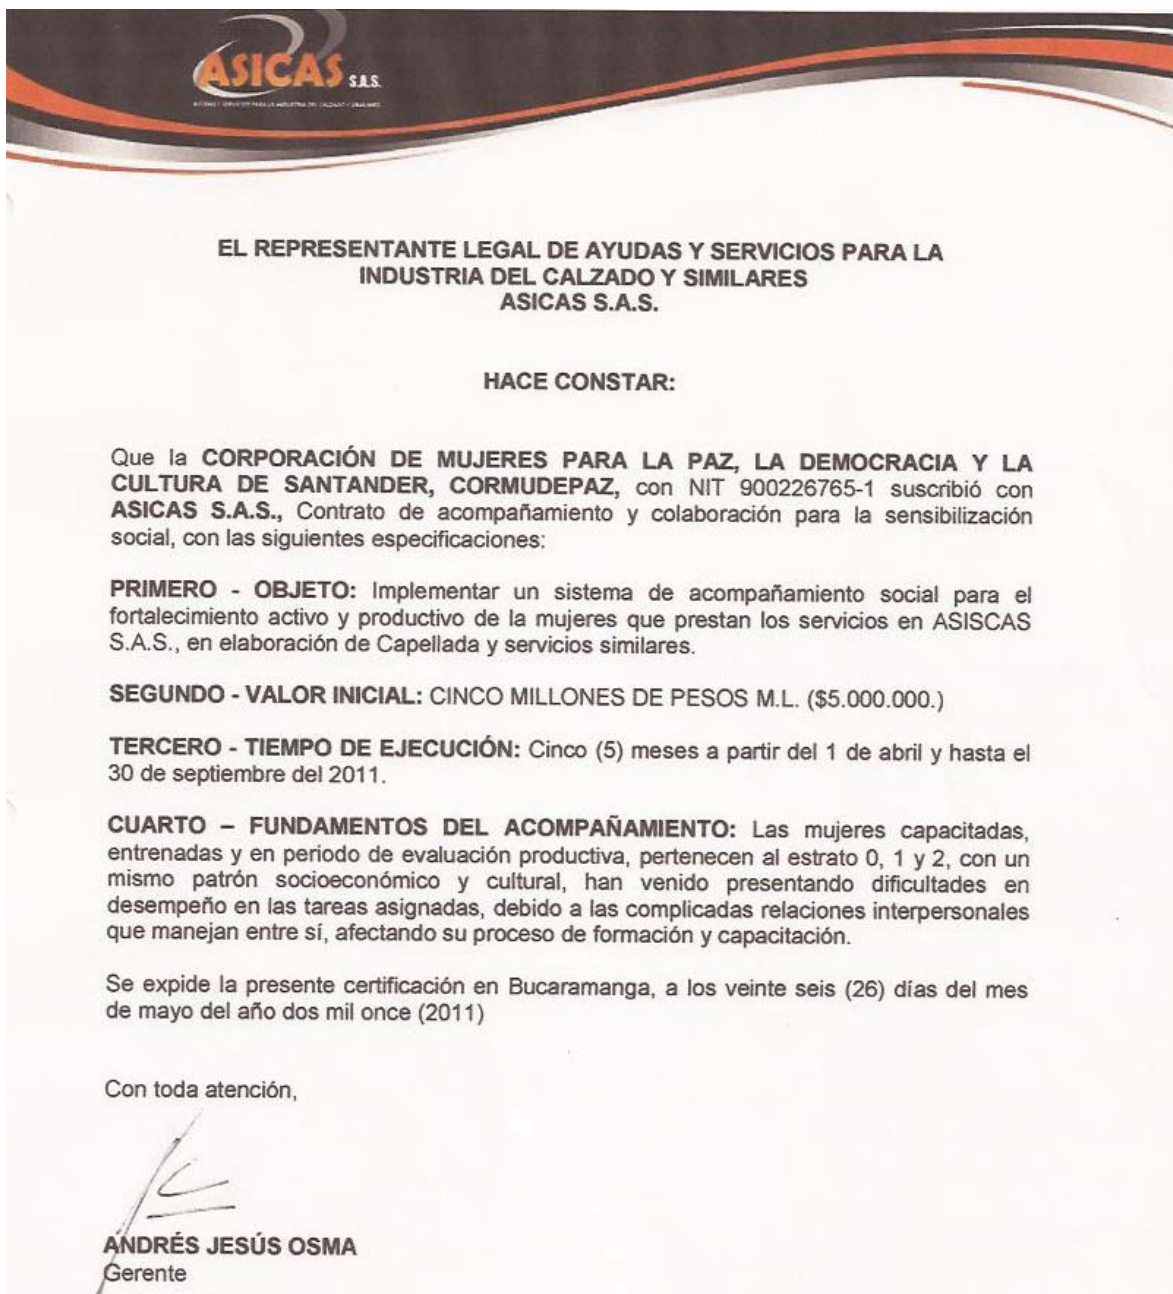 ASICAS S.A.S.
AYUDAS Y SERVICIOS PARA LA INDUSTRIA DEL CALZADO Y SIMILARES
EL REPRESENTANTE LEGAL DE AYUDAS Y SERVICIOS PARA LA
INDUSTRIA DEL CALZADO Y SIMILARES
ASICAS S.A.S.
HACE CONSTAR:
Que la CORPORACIÓN DE MUJERES PARA LA PAZ, LA DEMOCRACIA Y LA
CULTURA DE SANTANDER, CORMUDEPAZ, con NIT 900226765-1 suscribió con
ASICAS S.A.S., Contrato de acompañamiento y colaboración para la sensibilización
social, con las siguientes especificaciones:
PRIMERO - OBJETO: Implementar un sistema de acompañamiento social para el
fortalecimiento activo y productivo de la mujeres que prestan los servicios en ASISCAS
S.A.S., en elaboración de Capellada y servicios similares.
SEGUNDO - VALOR INICIAL: CINCO MILLONES DE PESOS M.L. ($5.000.000.)
TERCERO - TIEMPO DE EJECUCIÓN: Cinco (5) meses a partir del 1 de abril y hasta el
30 de septiembre del 2011.
CUARTO – FUNDAMENTOS DEL ACOMPAÑAMIENTO: Las mujeres capacitadas,
entrenadas y en periodo de evaluación productiva, pertenecen al estrato 0, 1 y 2, con un
mismo patrón socioeconómico y cultural, han venido presentando dificultades en
desempeño en las tareas asignadas, debido a las complicadas relaciones interpersonales
que manejan entre sí, afectando su proceso de formación y capacitación.
Se expide la presente certificación en Bucaramanga, a los veinte seis (26) días del mes
de mayo del año dos mil once (2011)
Con toda atención,
ANDRÉS JESÚS OSMA
Gerente